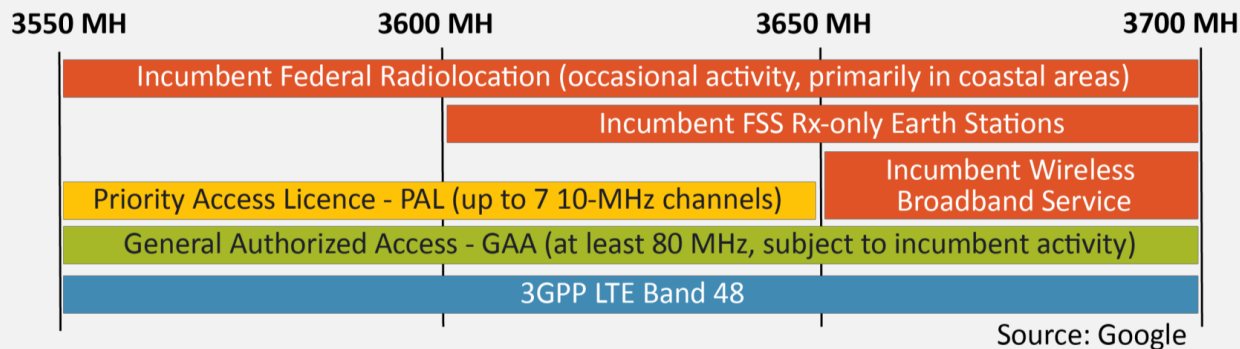 3550 MH 3600 MH 3650 MH 3700 MH
Incumbent Federal Radiolocation (occasional activity, primarily in coastal areas)
Incumbent FSS Rx-only Earth Stations
Incumbent Wireless
Broadband Service
Priority Access Licence - PAL (up to 7 10-MHz channels)
General Authorized Access - GAA (at least 80 MHz, subject to incumbent activity)
3GPP LTE Band 48
Source: Google